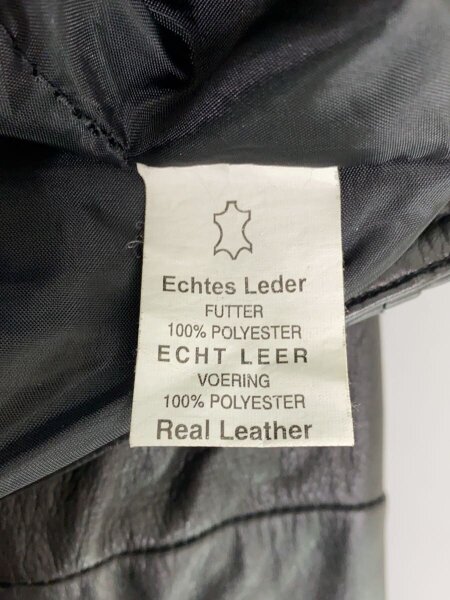 Echtes Leder
FUTTER
100% POLYESTER
ECHT LEER
VOERING
100% POLYESTER
Real Leather